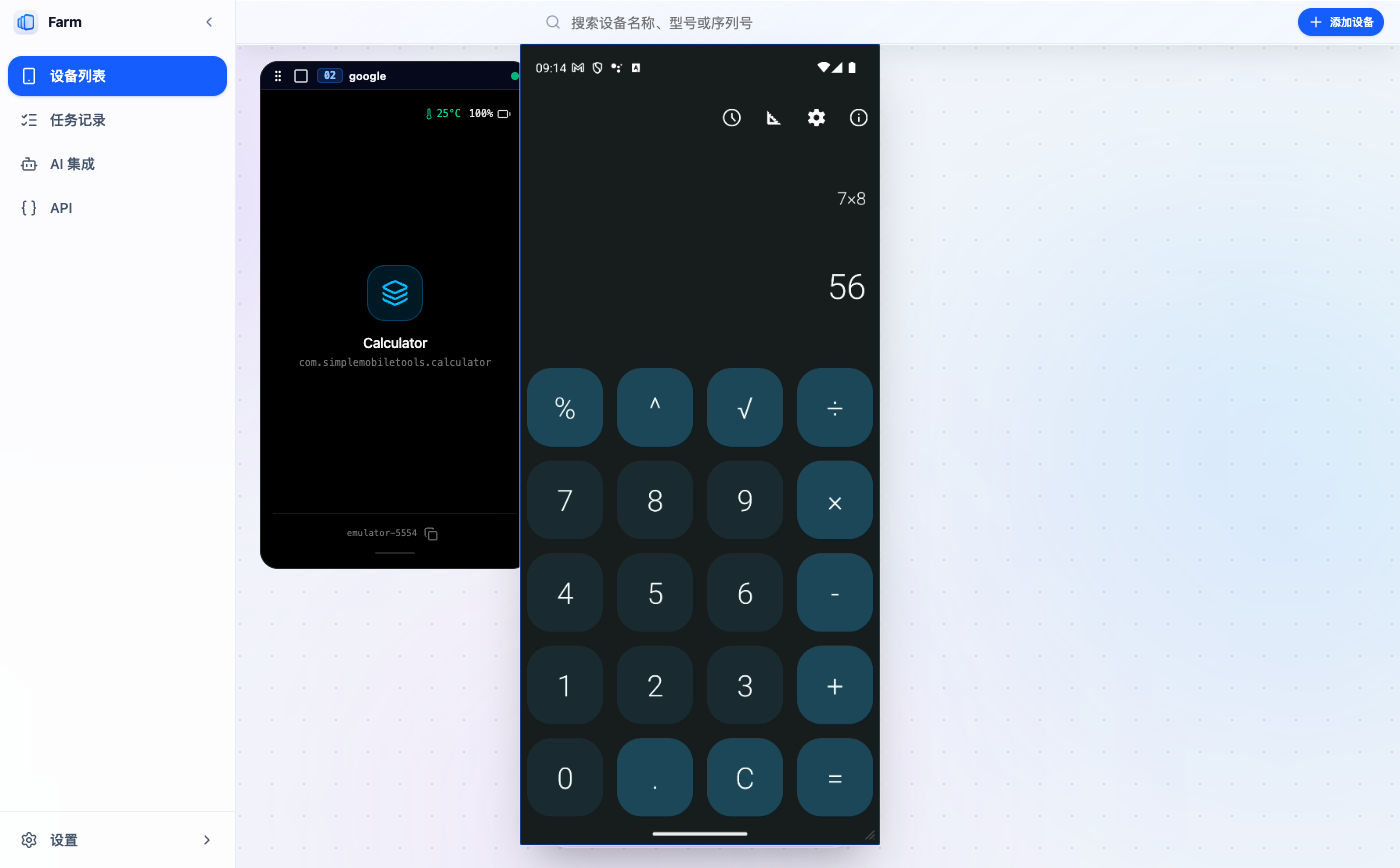 Farm
设备列表
任务记录
AI 集成
API
设置
搜索设备名称、型号或序列号
添加设备
02 google
25°C 100%
Calculator
com.simplemobiletools.calculator
emulator-5554
09:14
7×8
56
% ^ √ ÷
7 8 9 ×
4 5 6 -
1 2 3 +
0 . C =